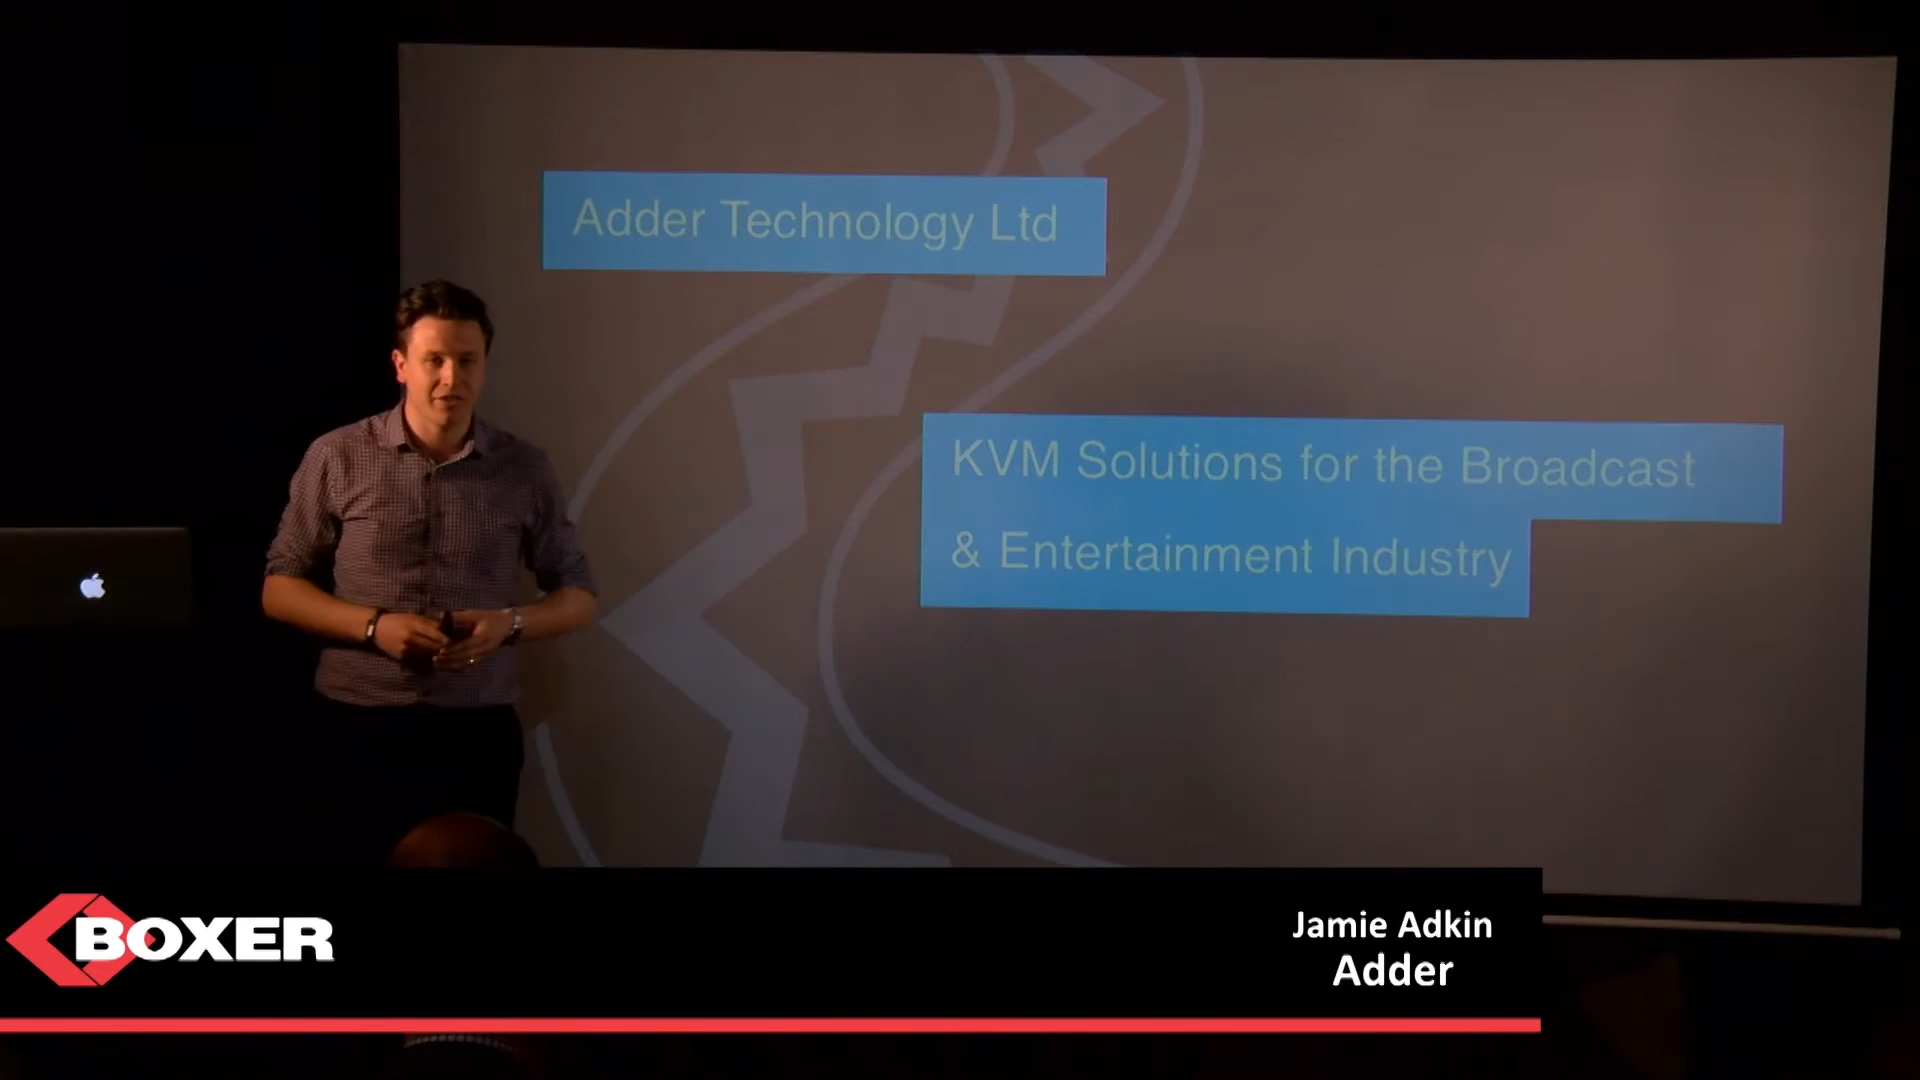 Adder Technology Ltd
KVM Solutions for the Broadcast
& Entertainment Industry
BOXER
Jamie Adkin
Adder